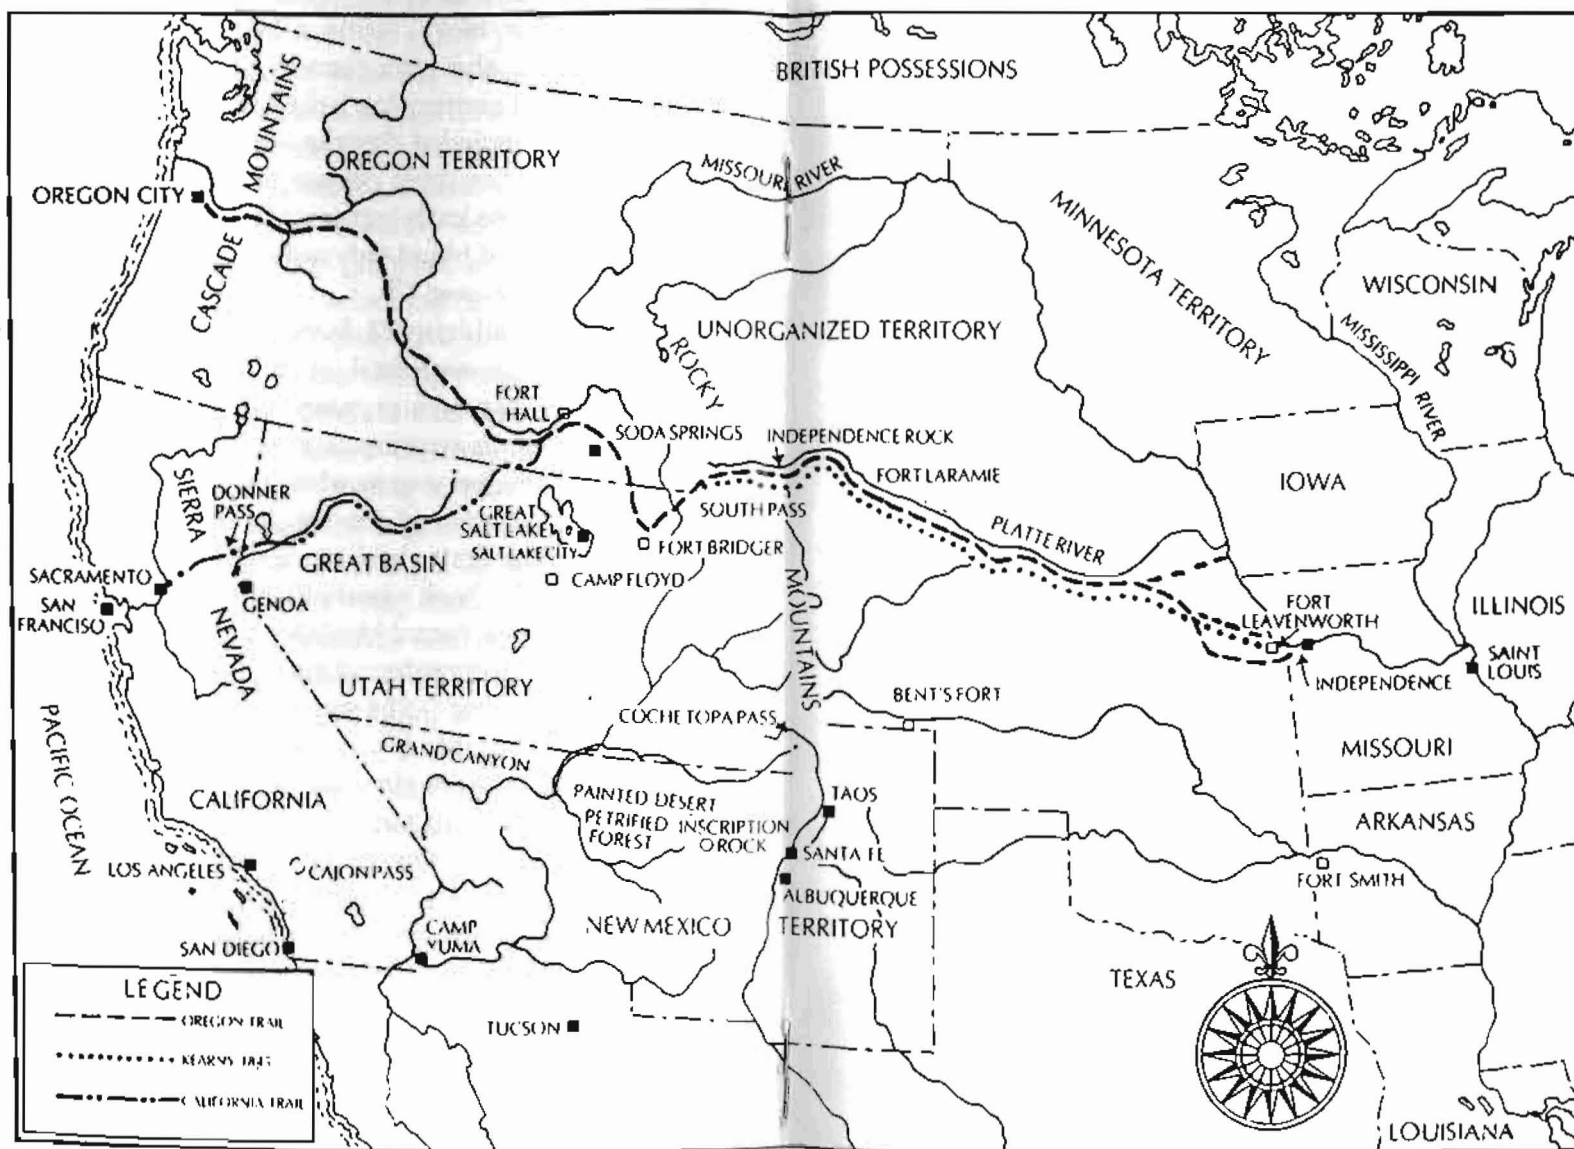 BRITISH POSSESSIONS
CASCADE MOUNTAINS
OREGON TERRITORY
MISSOURI RIVER
OREGON CITY
MINNESOTA TERRITORY
WISCONSIN
UNORGANIZED TERRITORY
MISSISSIPPI RIVER
ROCKY
MOUNTAINS
FORT
HALL
SODA SPRINGS
INDEPENDENCE ROCK
FORT LARAMIE
IOWA
SIERRA
NEVADA
DONNER
PASS
GREAT
SALT LAKE
SALT LAKE CITY
SOUTH PASS
PLATTE RIVER
FORT BRIDGER
GREAT BASIN
CAMP FLOYD
SACRAMENTO
SAN
FRANCISO
GENOA
FORT
LEAVENWORTH
ILLINOIS
SAINT
LOUIS
INDEPENDENCE
UTAH TERRITORY
BENT'S FORT
COCHETOPA PASS
PACIFIC OCEAN
GRAND CANYON
MISSOURI
CALIFORNIA
PAINTED DESERT
PETRIFIED
FOREST
INSCRIPTION
ROCK
TAOS
ARKANSAS
SANTA FE
LOS ANGELES
CAJON PASS
FORT SMITH
ALBUQUERQUE
SAN DIEGO
CAMP
YUMA
NEW MEXICO TERRITORY
TEXAS
TUCSON
LEGEND
OREGON TRAIL
KEARNY 1845
CALIFORNIA TRAIL
LOUISIANA